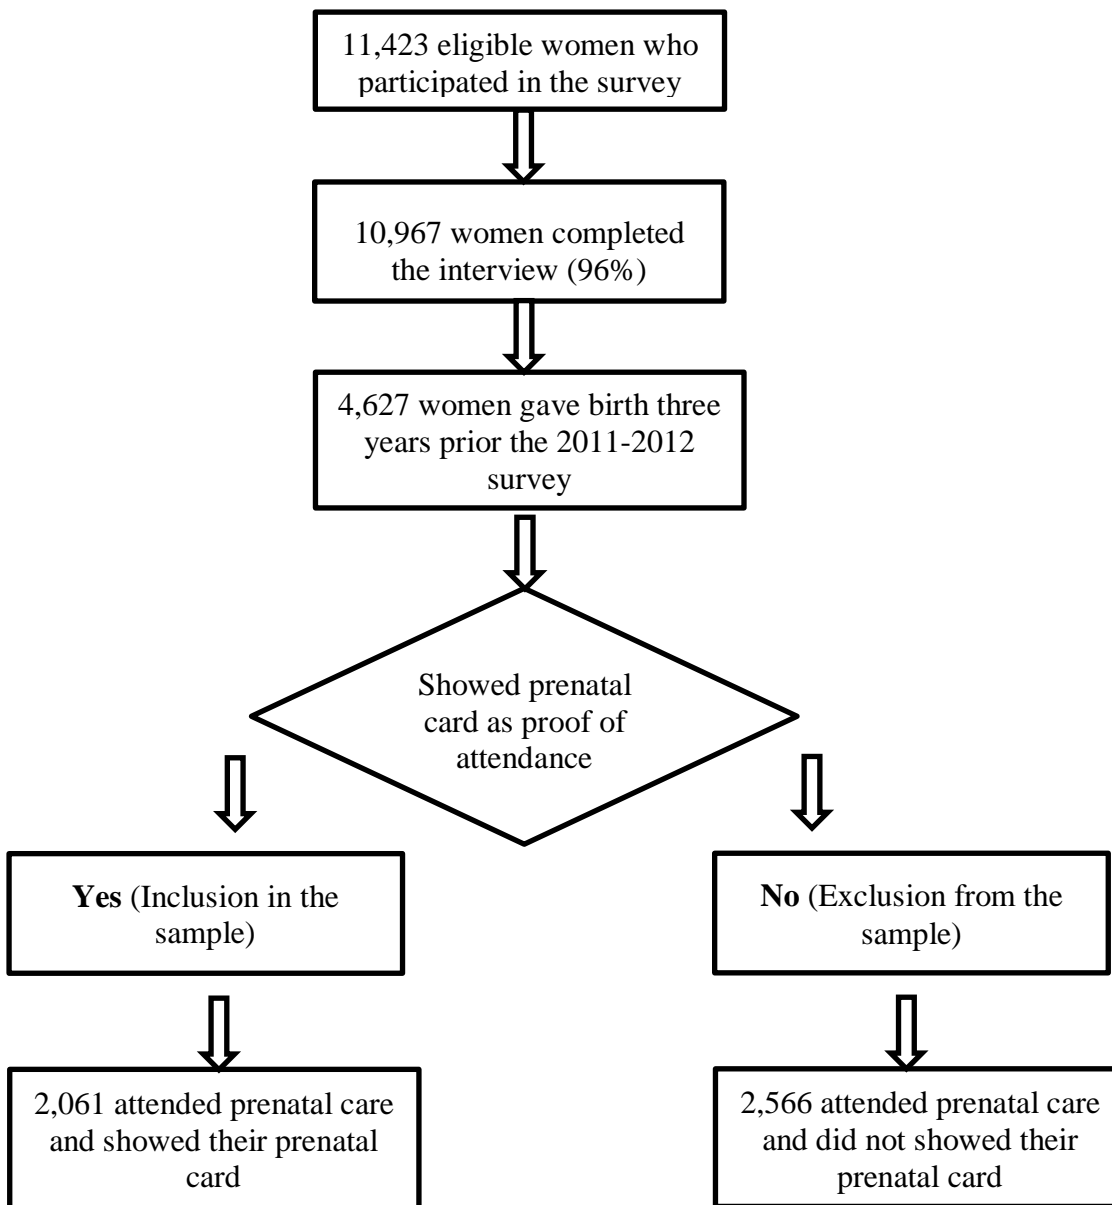 11,423 eligible women who
participated in the survey
10,967 women completed
the interview (96%)
4,627 women gave birth three
years prior the 2011-2012
survey
Showed prenatal
card as proof of
attendance
Yes (Inclusion in the
sample)
No (Exclusion from the
sample)
2,061 attended prenatal care
and showed their prenatal
card
2,566 attended prenatal care
and did not showed their
prenatal card